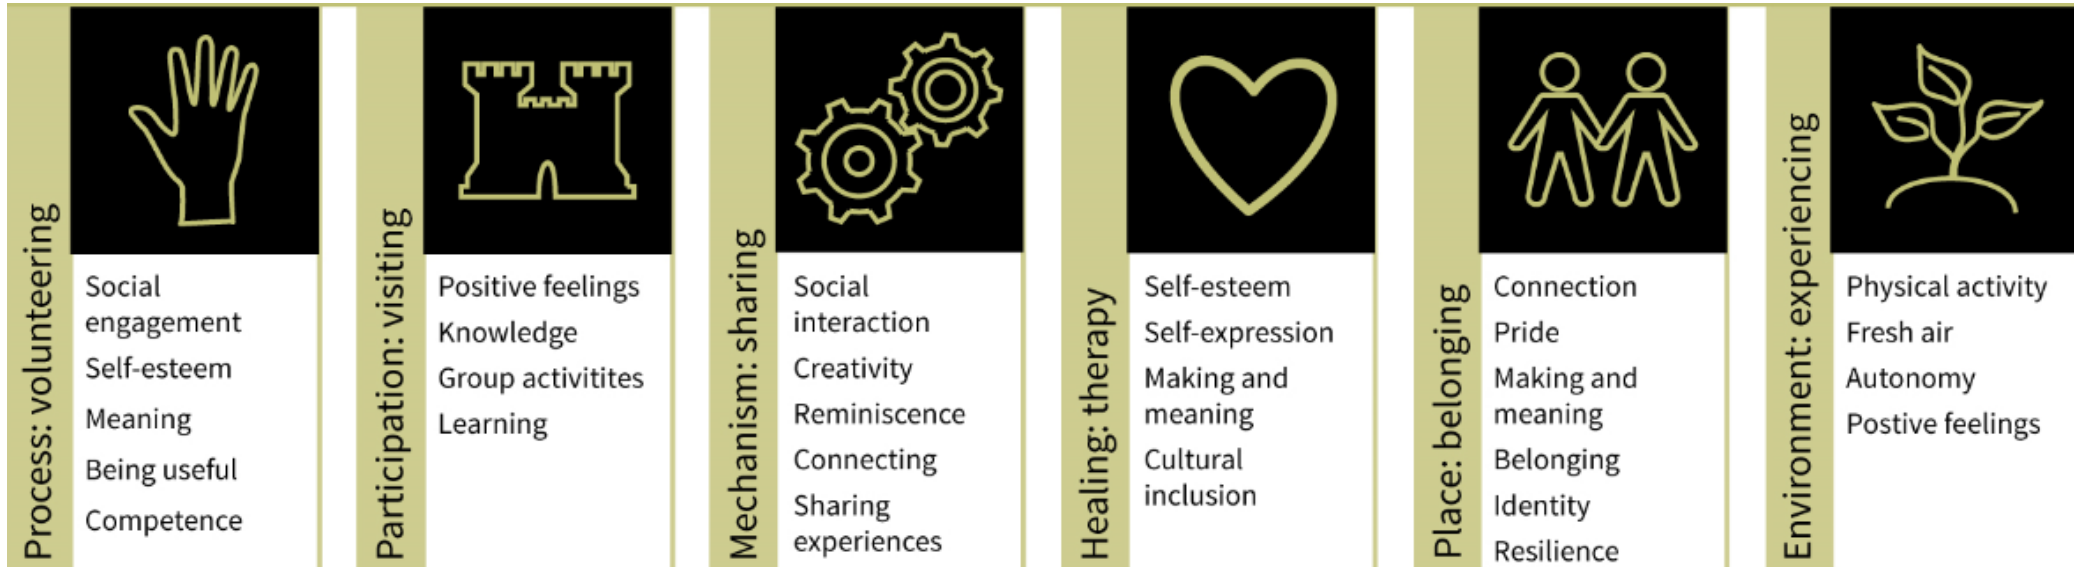 Process: volunteering
Social
engagement
Self-esteem
Meaning
Being useful
Competence
Participation: visiting
Positive feelings
Knowledge
Group activitites
Learning
Mechanism: sharing
Social
interaction
Creativity
Reminiscence
Connecting
Sharing
experiences
Healing: therapy
Self-esteem
Self-expression
Making and
meaning
Cultural
inclusion
Place: belonging
Connection
Pride
Making and
meaning
Belonging
Identity
Resilience
Environment: experiencing
Physical activity
Fresh air
Autonomy
Postive feelings